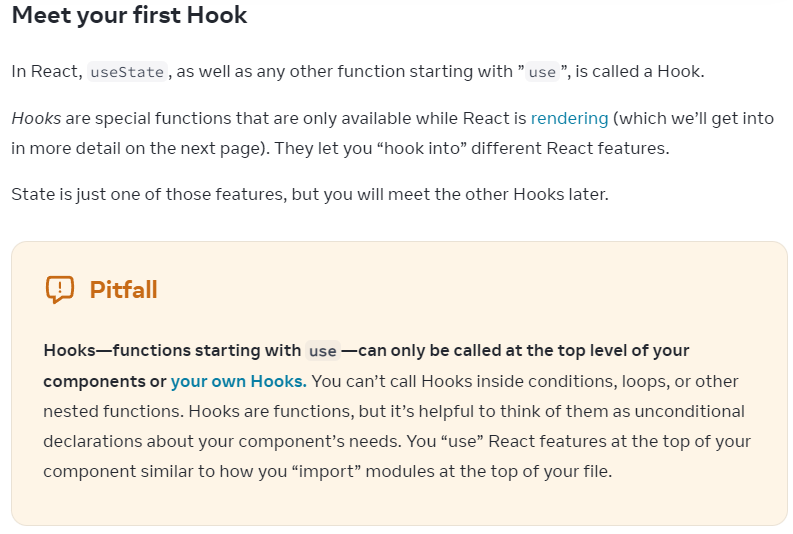 Meet your first Hook
In React, useState, as well as any other function starting with ”use”, is called a Hook.
Hooks are special functions that are only available while React is rendering (which we’ll get into
in more detail on the next page). They let you “hook into” different React features.
State is just one of those features, but you will meet the other Hooks later.
Pitfall
Hooks—functions starting with use—can only be called at the top level of your
components or your own Hooks. You can’t call Hooks inside conditions, loops, or other
nested functions. Hooks are functions, but it’s helpful to think of them as unconditional
declarations about your component’s needs. You “use” React features at the top of your
component similar to how you “import” modules at the top of your file.